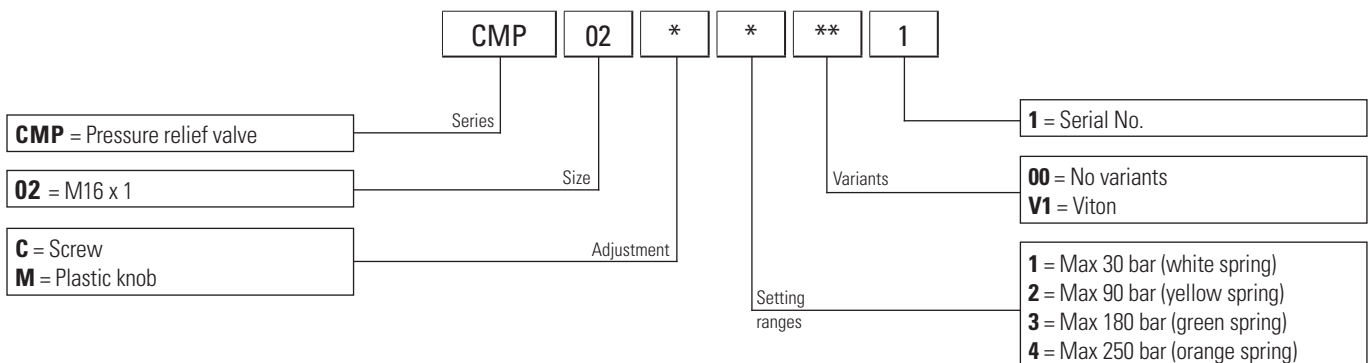 CMP 02 * * ** 1
Series
CMP = Pressure relief valve
Size
02 = M16 x 1
Adjustment
C = Screw
M = Plastic knob
1 = Serial No.
Variants
00 = No variants
V1 = Viton
Setting
ranges
1 = Max 30 bar (white spring)
2 = Max 90 bar (yellow spring)
3 = Max 180 bar (green spring)
4 = Max 250 bar (orange spring)